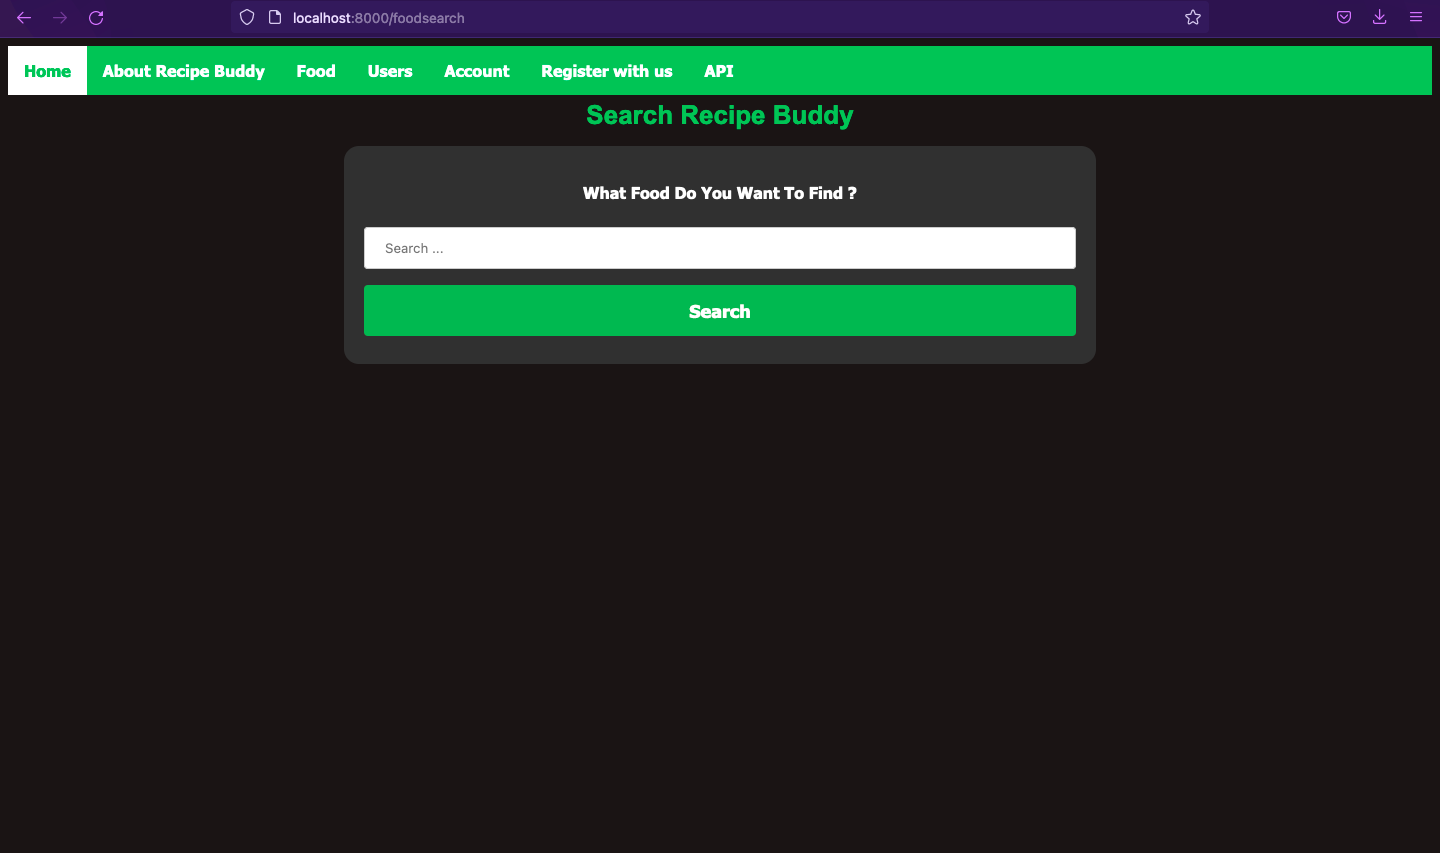 localhost:8000/foodsearch
Home About Recipe Buddy Food Users Account Register with us API
Search Recipe Buddy
What Food Do You Want To Find ?
Search ...
Search